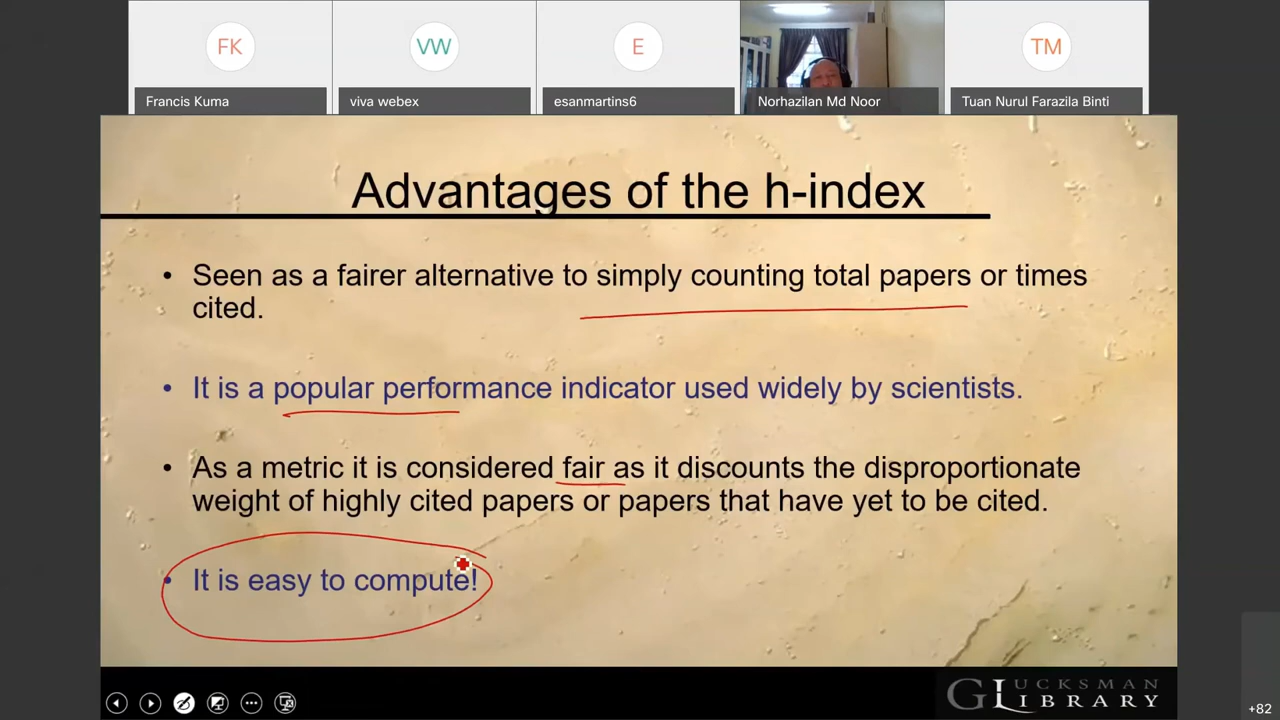 FK
VW
E
TM
Francis Kuma
viva webex
esanmartins6
Norhazilan Md Noor
Tuan Nurul Farazila Binti
Advantages of the h-index
• Seen as a fairer alternative to simply counting total papers or times
cited.
• It is a popular performance indicator used widely by scientists.
• As a metric it is considered fair as it discounts the disproportionate
weight of highly cited papers or papers that have yet to be cited.
• It is easy to compute!
GLUCKSMAN
LIBRARY
+82